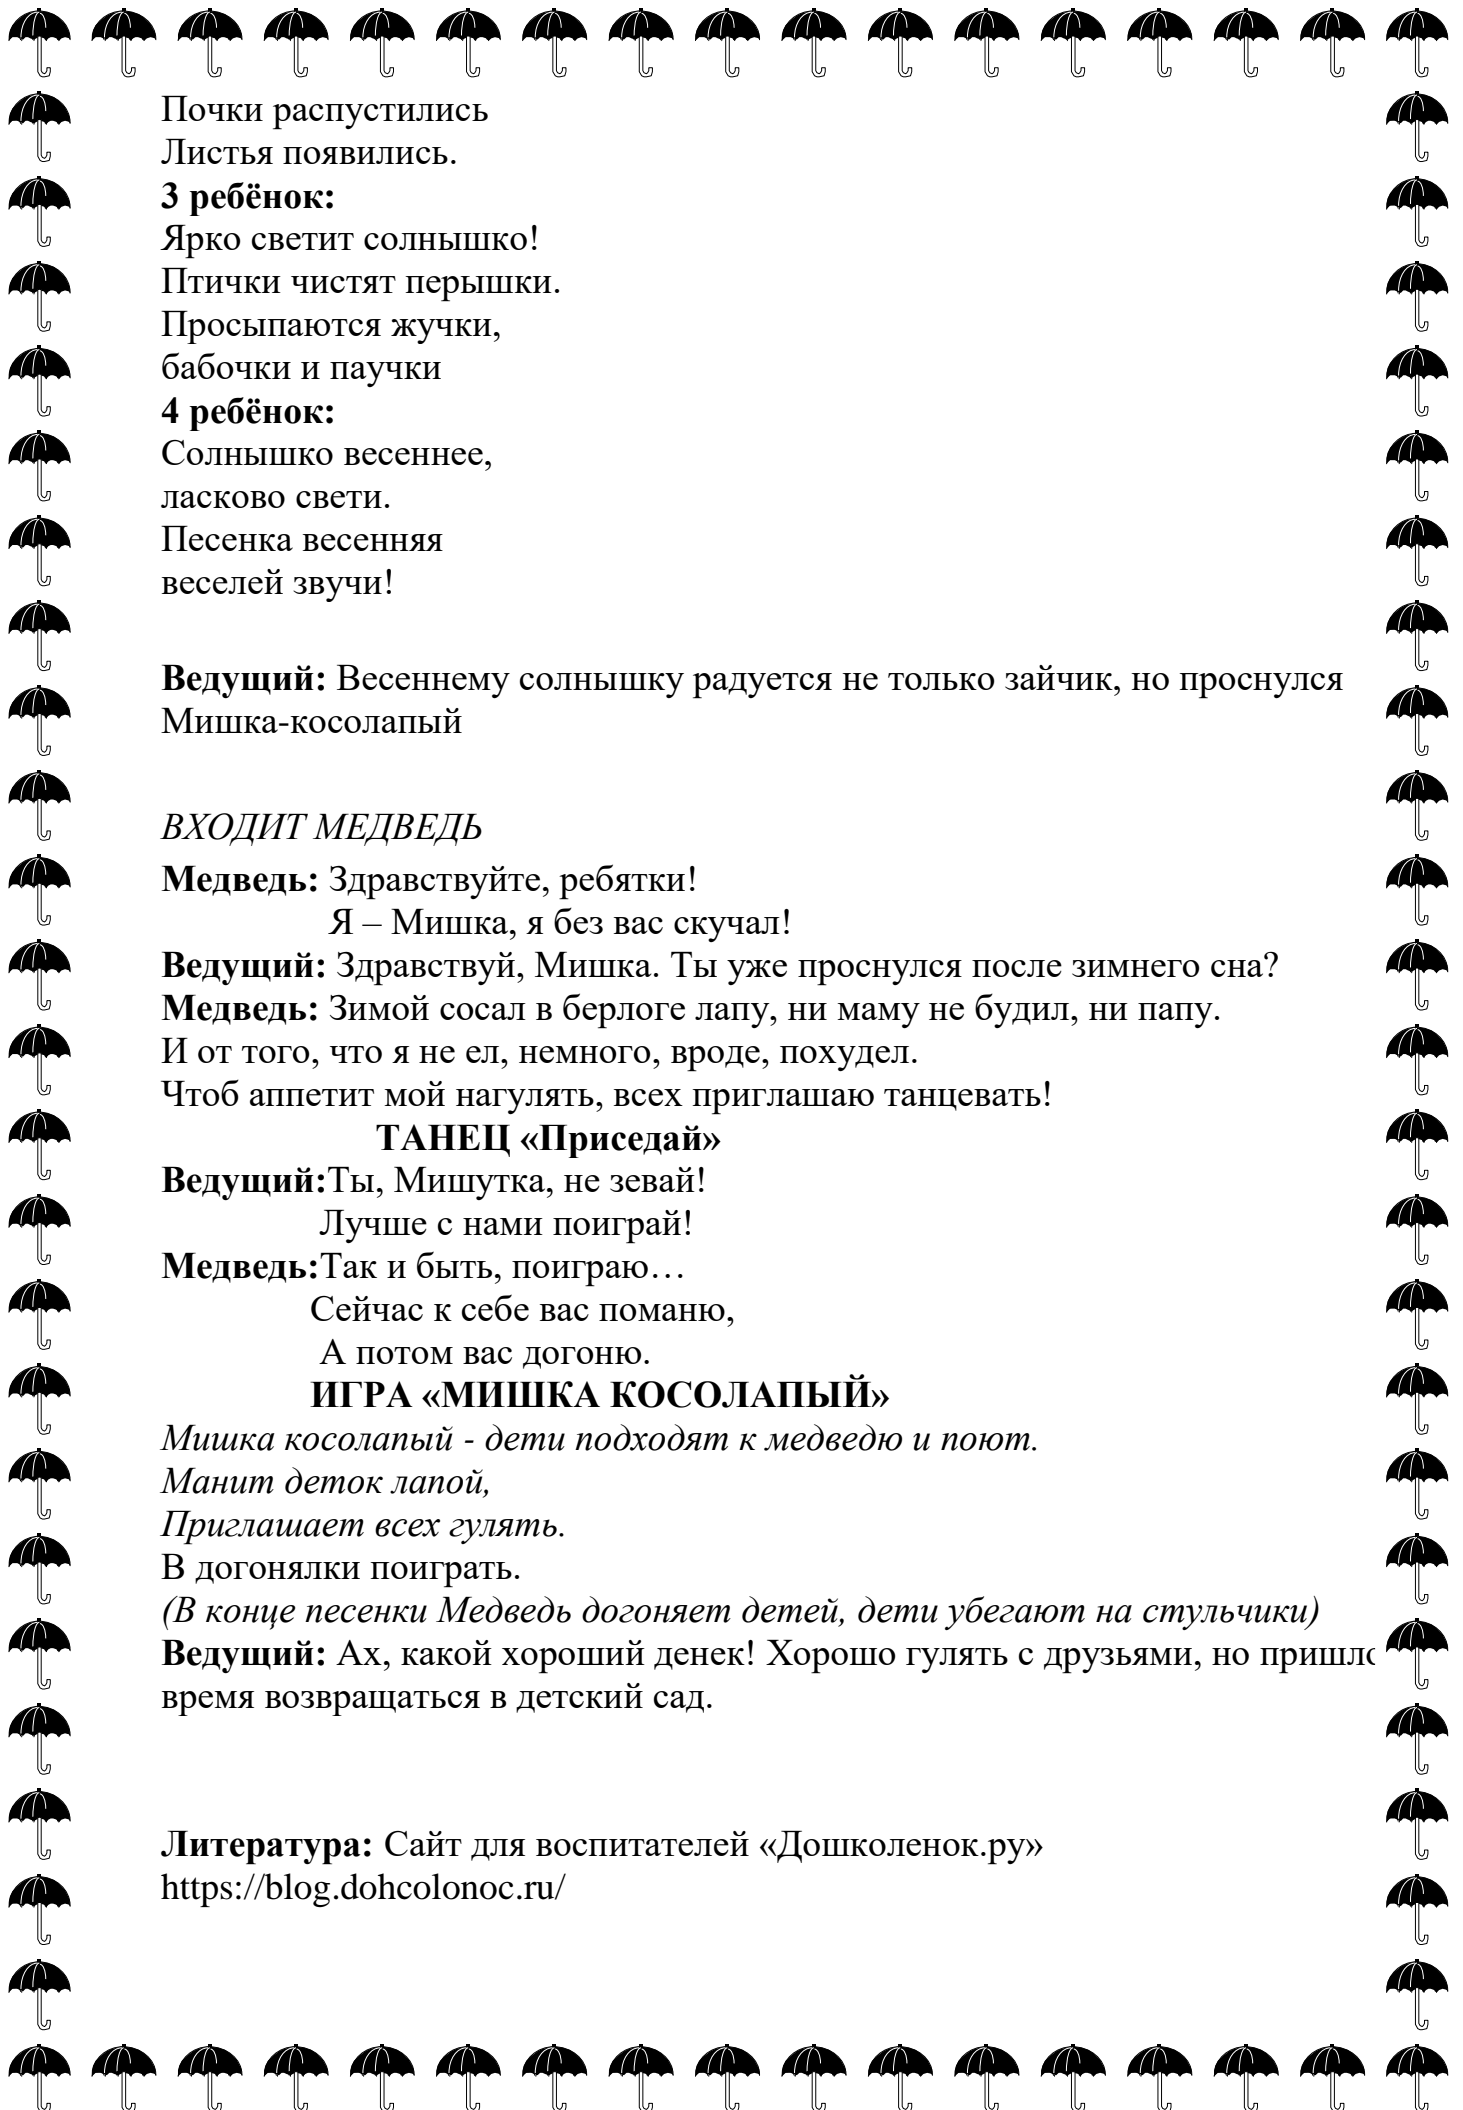 Почки распустились
Листья появились.
3 ребёнок:
Ярко светит солнышко!
Птички чистят перышки.
Просыпаются жучки,
бабочки и паучки
4 ребёнок:
Солнышко весеннее,
ласково свети.
Песенка весенняя
веселей звучи!
Ведущий: Весеннему солнышку радуется не только зайчик, но проснулся
Мишка-косолапый
ВХОДИТ МЕДВЕДЬ
Медведь: Здравствуйте, ребятки!
Я – Мишка, я без вас скучал!
Ведущий: Здравствуй, Мишка. Ты уже проснулся после зимнего сна?
Медведь: Зимой сосал в берлоге лапу, ни маму не будил, ни папу.
И от того, что я не ел, немного, вроде, похудел.
Чтоб аппетит мой нагулять, всех приглашаю танцевать!
ТАНЕЦ «Приседай»
Ведущий:Ты, Мишутка, не зевай!
Лучше с нами поиграй!
Медведь:Так и быть, поиграю…
Сейчас к себе вас поманю,
А потом вас догоню.
ИГРА «МИШКА КОСОЛАПЫЙ»
Мишка косолапый - дети подходят к медведю и поют.
Манит деток лапой,
Приглашает всех гулять.
В догонялки поиграть.
(В конце песенки Медведь догоняет детей, дети убегают на стульчики)
Ведущий: Ах, какой хороший денек! Хорошо гулять с друзьями, но пришло
время возвращаться в детский сад.
Литература: Сайт для воспитателей «Дошколенок.ру»
https://blog.dohcolonoc.ru/